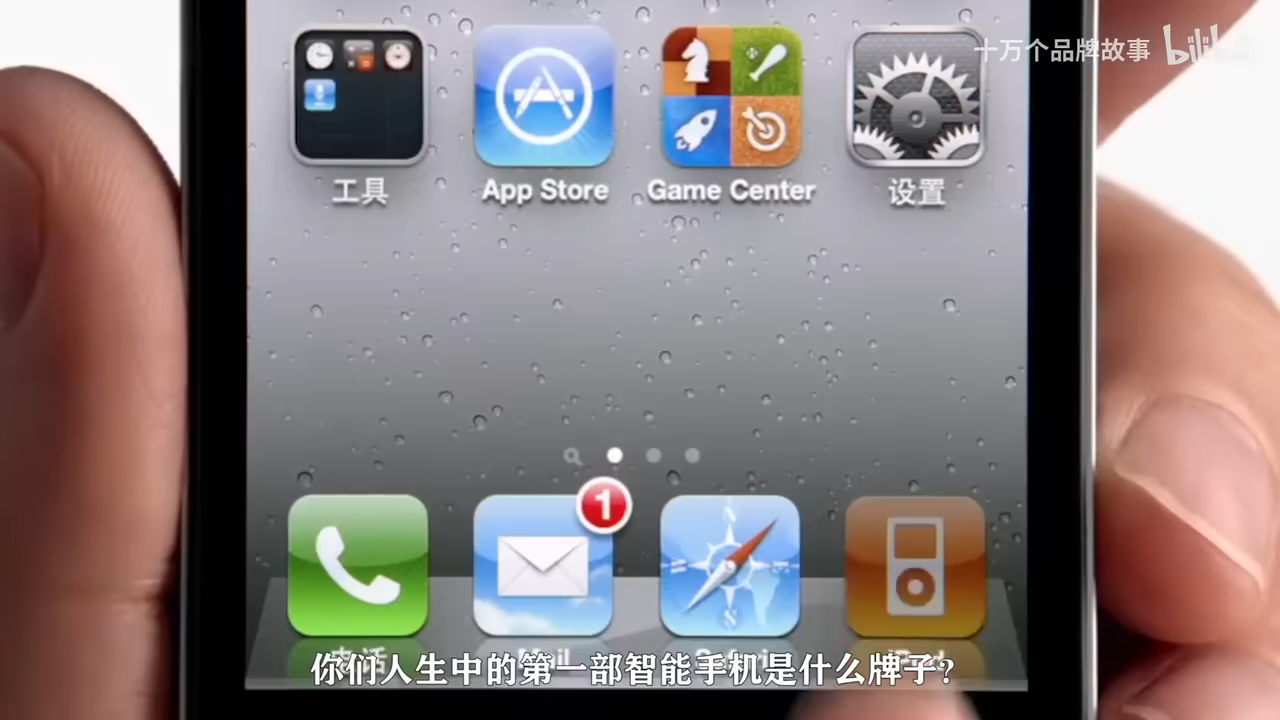 十万个品牌故事
工具
App Store
Game Center
设置
1
你们人生中的第一部智能手机是什么牌子?